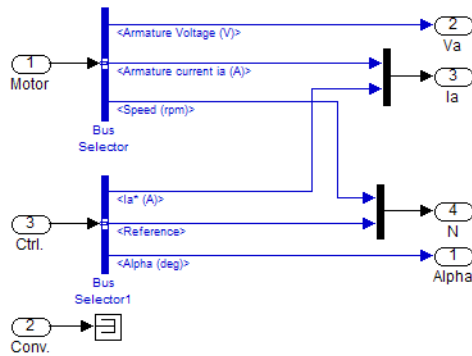 <Armature Voltage (V)>
2
Va
1
Motor
<Armature current ia (A)>
3
Ia
<Speed (rpm)>
Bus
Selector
<Ia* (A)>
3
Ctrl.
<Reference>
4
N
<Alpha (deg)>
1
Alpha
Bus
Selector1
2
Conv.